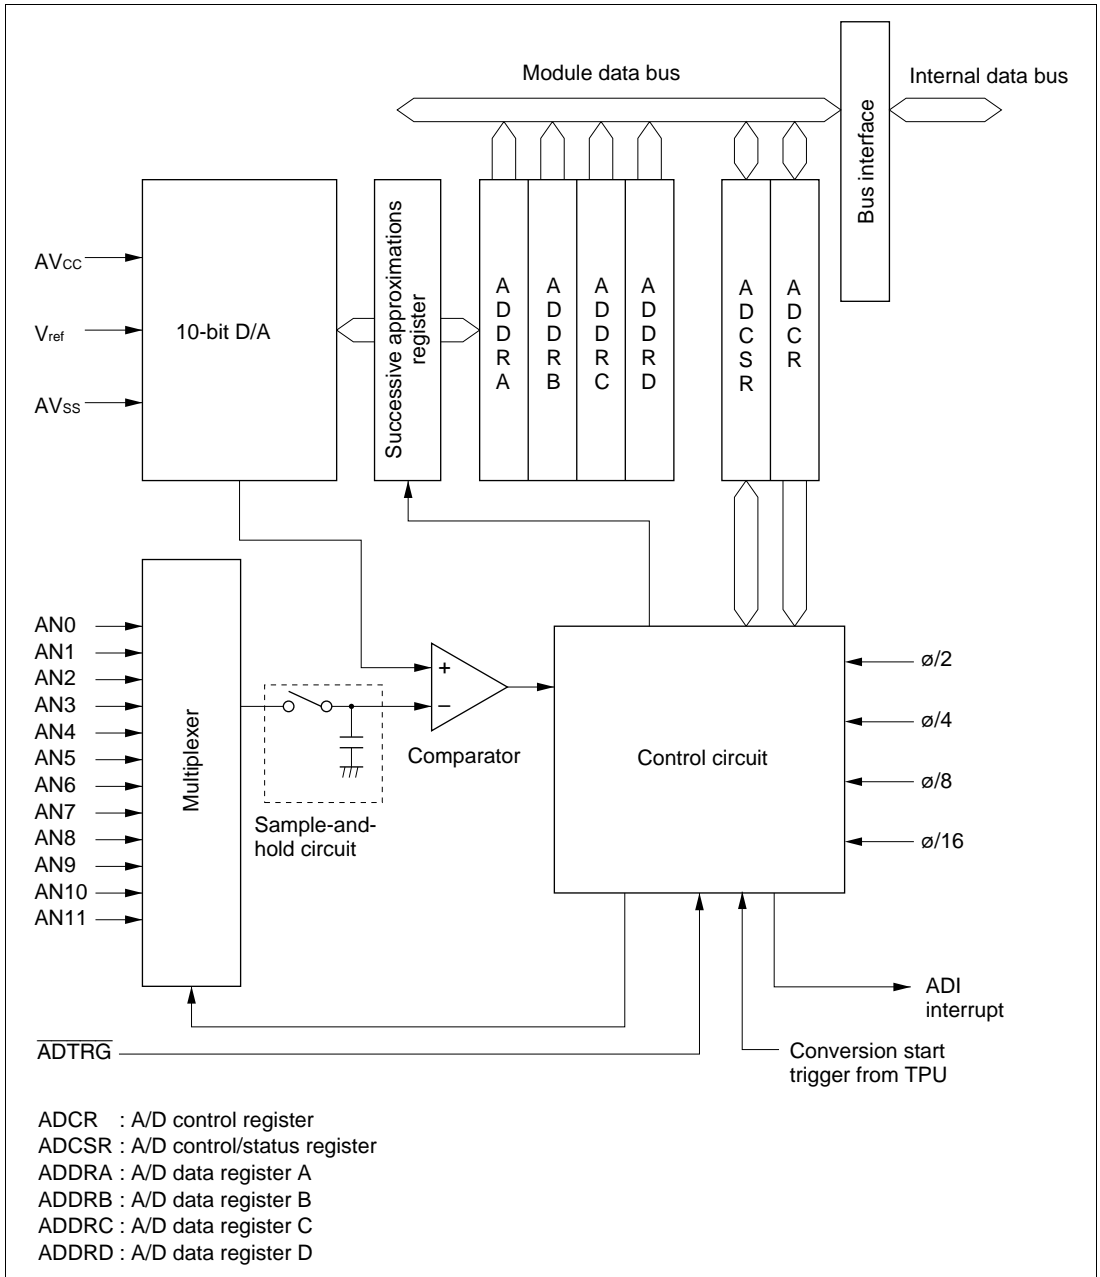 Module data bus
Internal data bus
Bus interface
AVCC
Vref
AVSS
10-bit D/A
Successive approximations
register
ADDRA
ADDRB
ADDRC
ADDRD
ADCSR
ADCR
AN0
AN1
AN2
AN3
AN4
AN5
AN6
AN7
AN8
AN9
AN10
AN11
Multiplexer
Sample-and-
hold circuit
+
−
Comparator
Control circuit
ø/2
ø/4
ø/8
ø/16
ADI
interrupt
ADTRG
Conversion start
trigger from TPU
ADCR : A/D control register
ADCSR : A/D control/status register
ADDRA : A/D data register A
ADDRB : A/D data register B
ADDRC : A/D data register C
ADDRD : A/D data register D